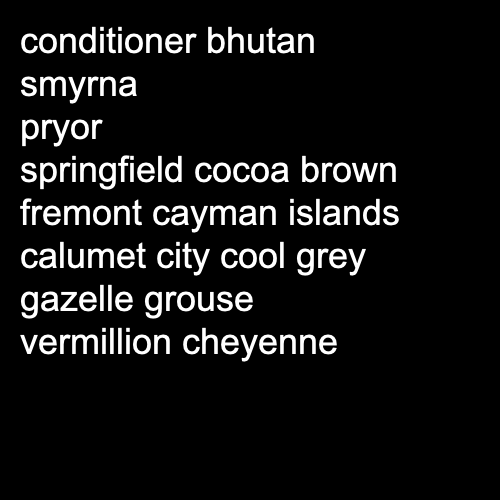 conditioner bhutan
smyrna
pryor
springfield cocoa brown
fremont cayman islands
calumet city cool grey
gazelle grouse
vermillion cheyenne